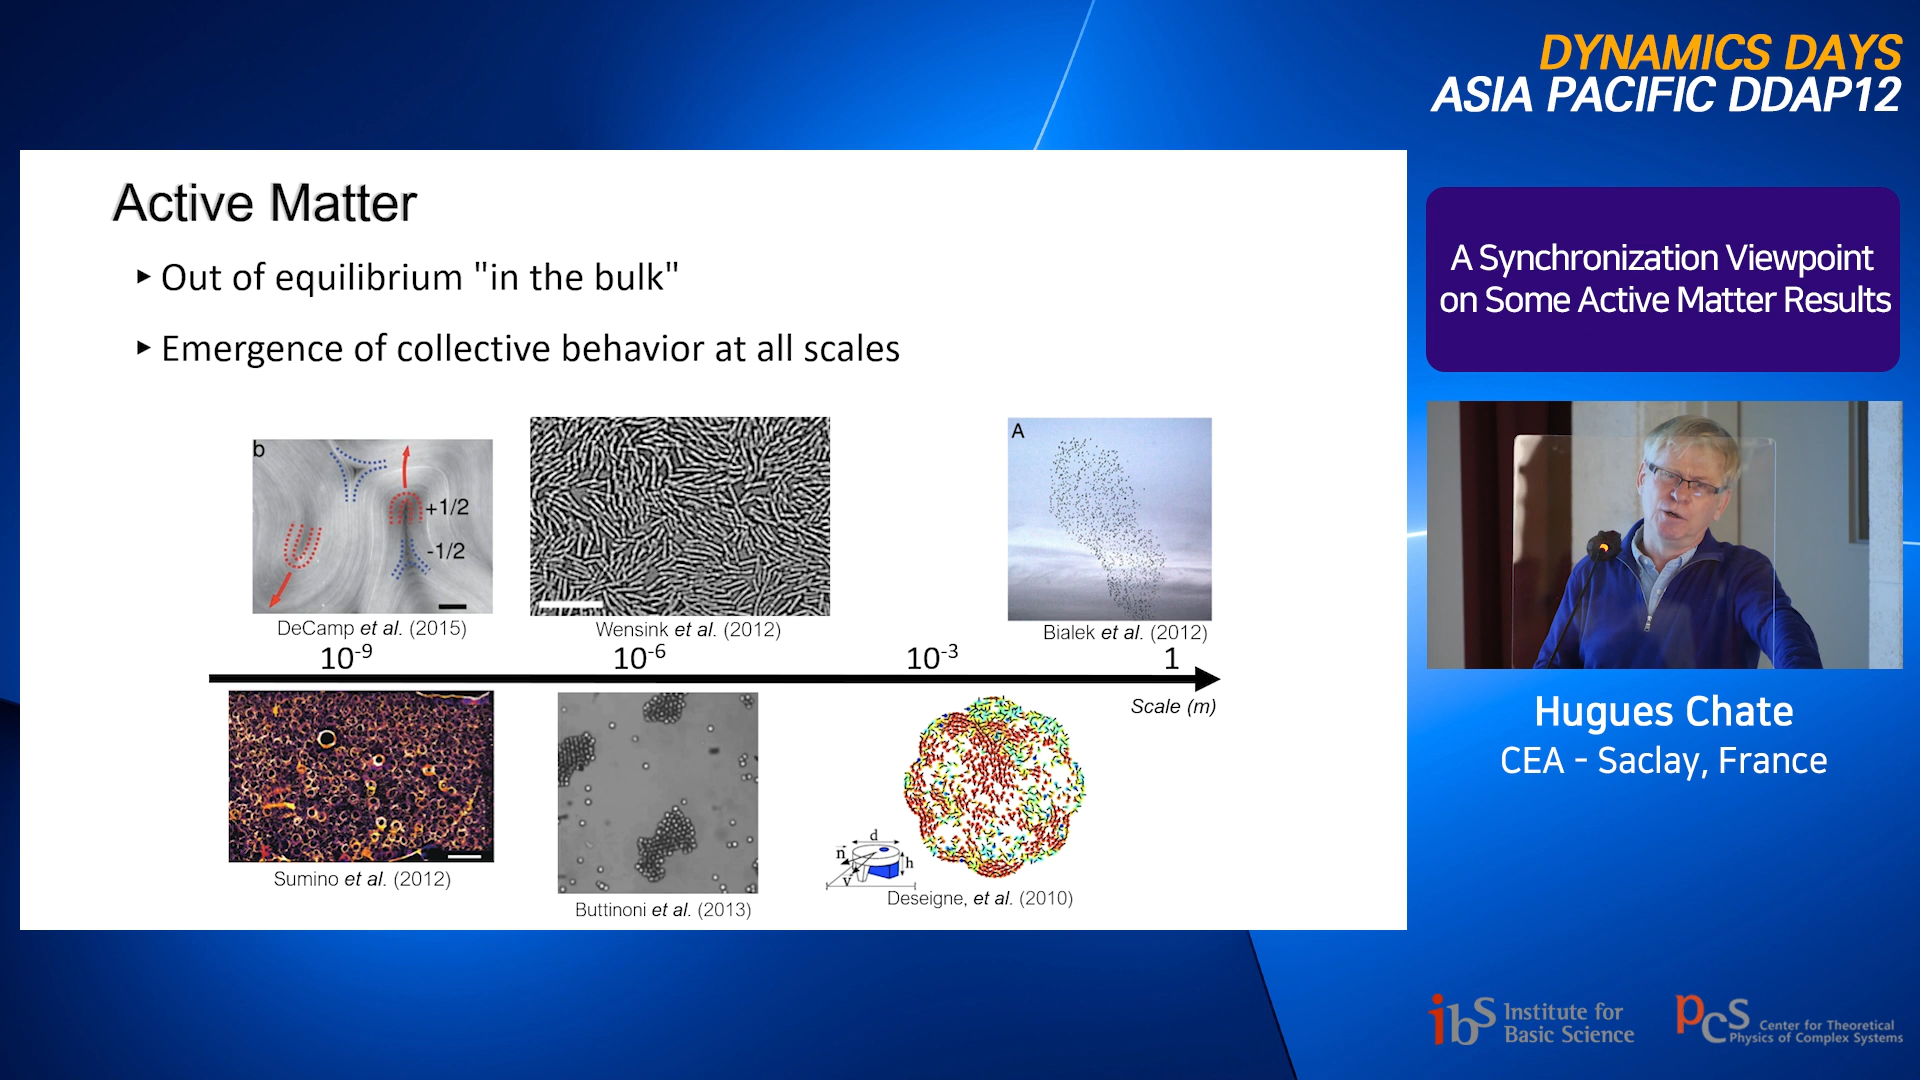 DYNAMICS DAYS
ASIA PACIFIC DDAP12
Active Matter
▸ Out of equilibrium "in the bulk"
▸ Emergence of collective behavior at all scales
b
+1/2
-1/2
A
DeCamp et al. (2015)
Wensink et al. (2012)
Bialek et al. (2012)
10-9
10-6
10-3
1
Scale (m)
d
n
h
v
Sumino et al. (2012)
Buttinoni et al. (2013)
Deseigne, et al. (2010)
A Synchronization Viewpoint
on Some Active Matter Results
Hugues Chate
CEA - Saclay, France
ibs Institute for
Basic Science
PCS Center for Theoretical
Physics of Complex Systems